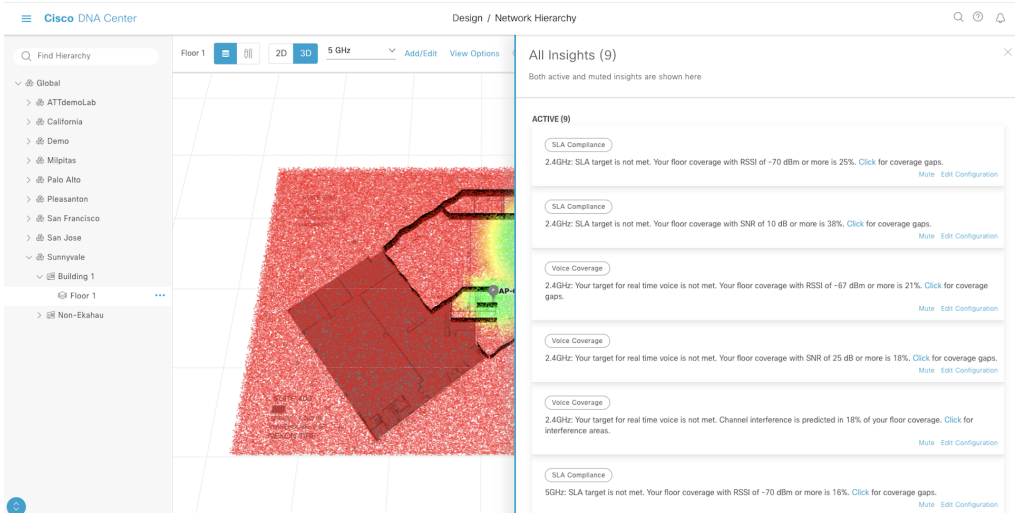 Cisco DNA Center
Design / Network Hierarchy
Find Hierarchy
Global
ATTdemoLab
California
Demo
Milpitas
Palo Alto
Pleasanton
San Francisco
San Jose
Sunnyvale
Building 1
Floor 1
Non-Ekahau
Floor 1
2D
3D
5 GHz
Add/Edit
View Options
AP-
SUITE 400
NEXON TIRE
All Insights (9)
Both active and muted insights are shown here
ACTIVE (9)
SLA Compliance
2.4GHz: SLA target is not met. Your floor coverage with RSSI of -70 dBm or more is 25%. Click for coverage gaps.
Mute Edit Configuration
SLA Compliance
2.4GHz: SLA target is not met. Your floor coverage with SNR of 10 dB or more is 38%. Click for coverage gaps.
Mute Edit Configuration
Voice Coverage
2.4GHz: Your target for real time voice is not met. Your floor coverage with RSSI of -67 dBm or more is 21%. Click for coverage
gaps.
Mute Edit Configuration
Voice Coverage
2.4GHz: Your target for real time voice is not met. Your floor coverage with SNR of 25 dB or more is 18%. Click for coverage gaps.
Mute Edit Configuration
Voice Coverage
2.4GHz: Your target for real time voice is not met. Channel interference is predicted in 18% of your floor coverage. Click for
interference areas.
Mute Edit Configuration
SLA Compliance
5GHz: SLA target is not met. Your floor coverage with RSSI of -70 dBm or more is 16%. Click for coverage gaps.
Mute Edit Configuration